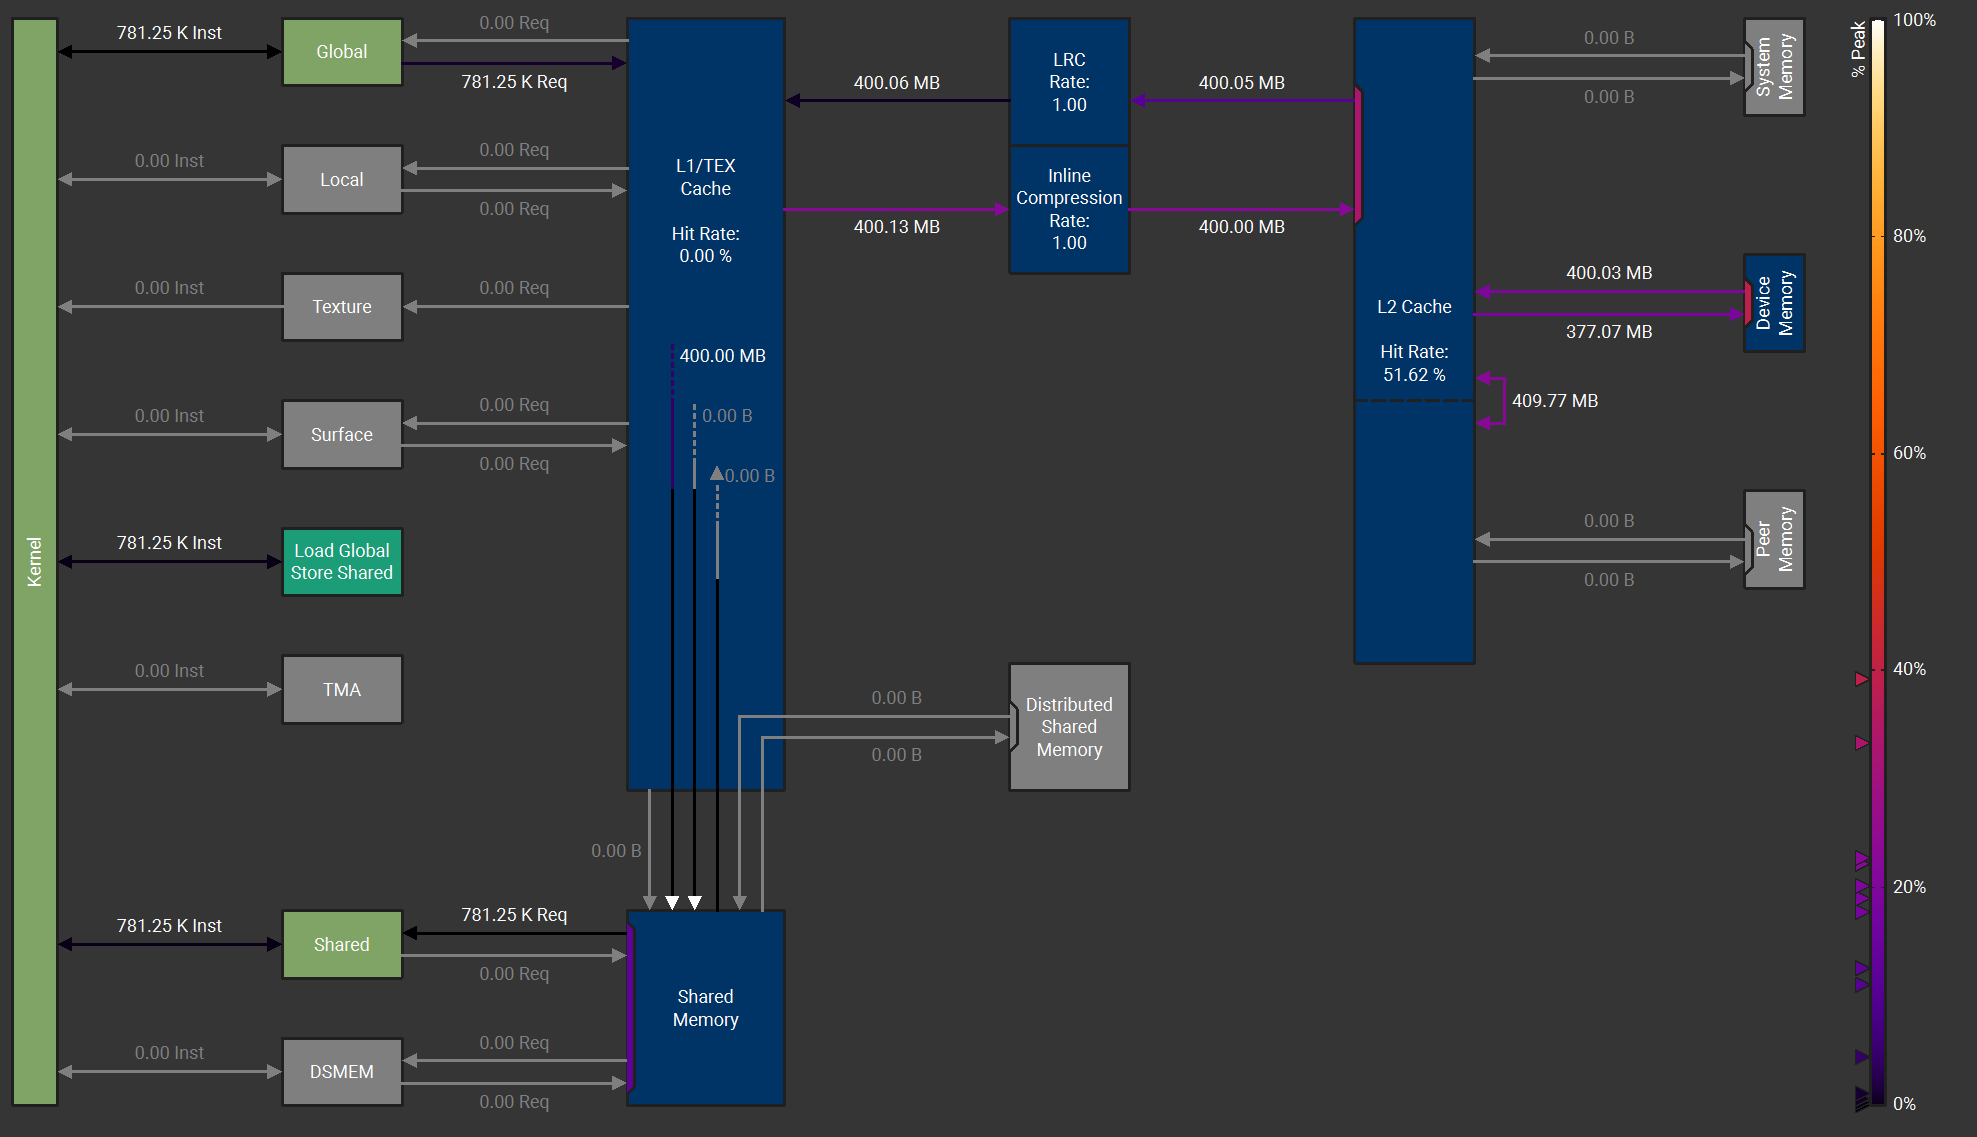 Kernel
781.25 K Inst
Global
0.00 Req
781.25 K Req
0.00 Inst
Local
0.00 Req
0.00 Req
0.00 Inst
Texture
0.00 Req
0.00 Inst
Surface
0.00 Req
0.00 Req
781.25 K Inst
Load Global
Store Shared
0.00 Inst
TMA
781.25 K Inst
Shared
781.25 K Req
0.00 Req
0.00 Inst
DSMEM
0.00 Req
0.00 Req
L1/TEX
Cache
Hit Rate:
0.00 %
400.00 MB
0.00 B
0.00 B
0.00 B
Shared
Memory
400.06 MB
400.13 MB
LRC
Rate:
1.00
Inline
Compression
Rate:
1.00
400.05 MB
400.00 MB
0.00 B
0.00 B
Distributed
Shared
Memory
L2 Cache
Hit Rate:
51.62 %
0.00 B
0.00 B
System
Memory
400.03 MB
377.07 MB
Device
Memory
409.77 MB
0.00 B
0.00 B
Peer
Memory
% Peak
100%
80%
60%
40%
20%
0%